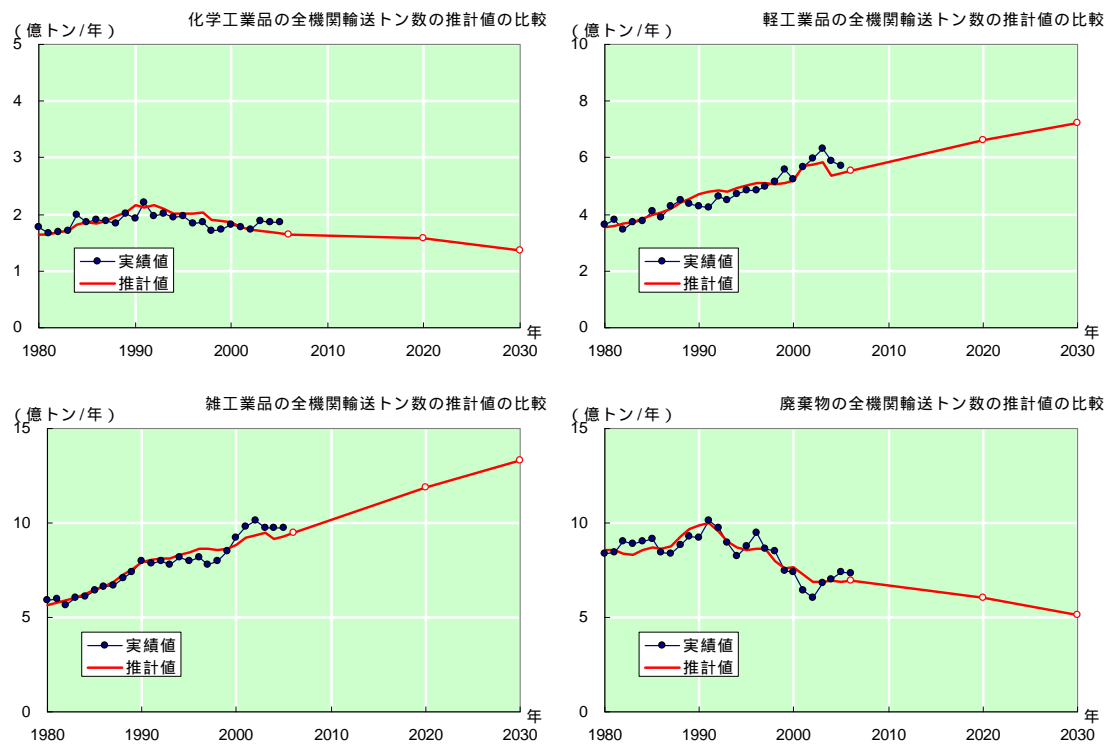 化学工業品の全機関輸送トン数の推計値の比較
（億トン/年）
5
4
3
2
1
0
実績値
推計値
年
1980 1990 2000 2010 2020 2030
軽工業品の全機関輸送トン数の推計値の比較
（億トン/年）
10
8
6
4
2
0
実績値
推計値
年
1980 1990 2000 2010 2020 2030
雑工業品の全機関輸送トン数の推計値の比較
（億トン/年）
15
10
5
0
実績値
推計値
年
1980 1990 2000 2010 2020 2030
廃棄物の全機関輸送トン数の推計値の比較
（億トン/年）
15
10
5
0
実績値
推計値
年
1980 1990 2000 2010 2020 2030